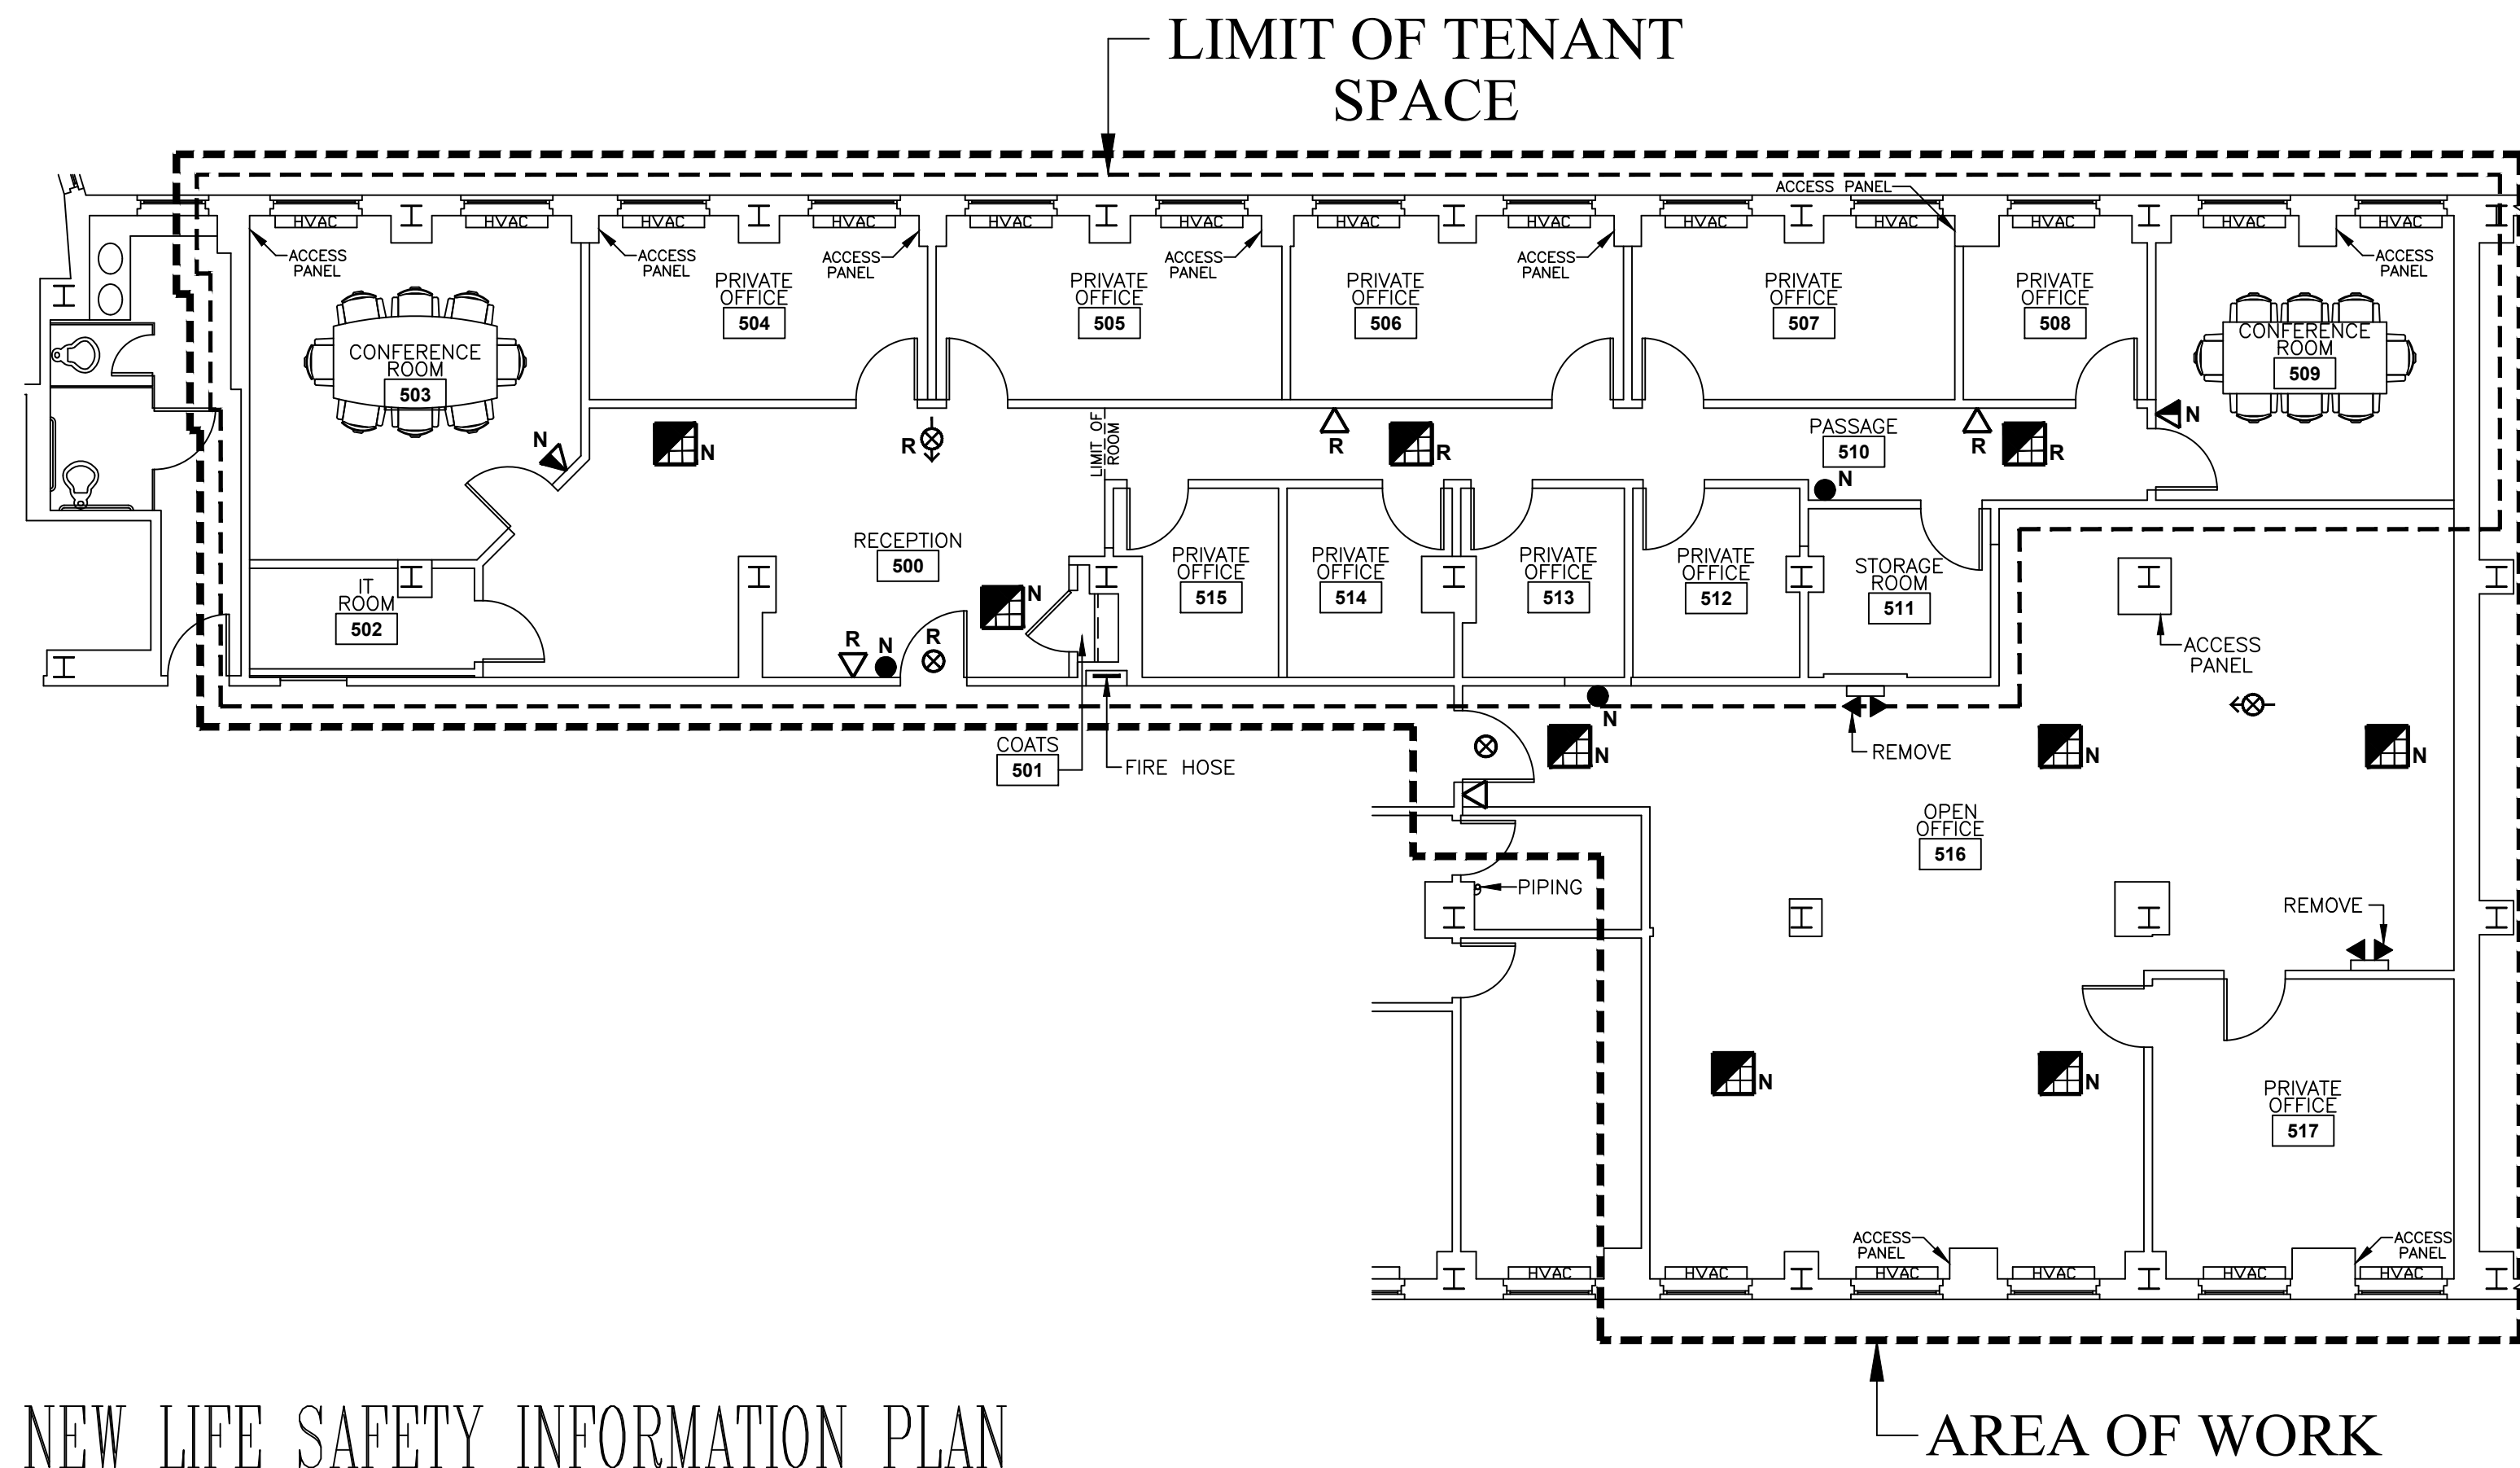 LIMIT OF TENANT
SPACE
HVAC
HVAC
HVAC
HVAC
HVAC
HVAC
HVAC
HVAC
HVAC
HVAC
HVAC
HVAC
HVAC
ACCESS PANEL
ACCESS
PANEL
ACCESS
PANEL
ACCESS
PANEL
ACCESS
PANEL
ACCESS
PANEL
ACCESS
PANEL
CONFERENCE
ROOM
503
PRIVATE
OFFICE
504
PRIVATE
OFFICE
505
PRIVATE
OFFICE
506
PRIVATE
OFFICE
507
PRIVATE
OFFICE
508
CONFERENCE
ROOM
509
N
N
R
LIMIT OF
ROOM
R
R
PASSAGE
510
N
R
R
N
RECEPTION
500
IT
ROOM
502
R
N
R
N
PRIVATE
OFFICE
515
PRIVATE
OFFICE
514
PRIVATE
OFFICE
513
PRIVATE
OFFICE
512
STORAGE
ROOM
511
ACCESS
PANEL
COATS
501
FIRE HOSE
N
N
REMOVE
N
N
OPEN
OFFICE
516
PIPING
REMOVE
N
N
PRIVATE
OFFICE
517
ACCESS
PANEL
ACCESS
PANEL
HVAC
HVAC
HVAC
HVAC
HVAC
HVAC
NEW LIFE SAFETY INFORMATION PLAN
AREA OF WORK